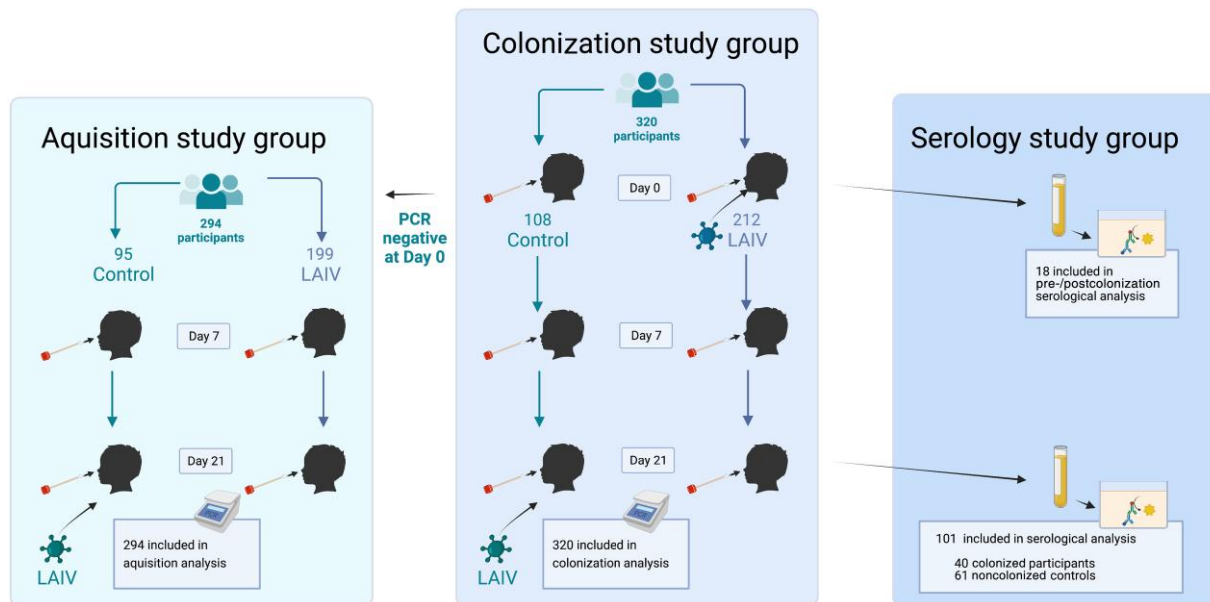 Colonization study group
320
participants
Day 0
108
Control
212
LAIV
Day 7
Day 21
LAIV
320 included in
colonization analysis
PCR
negative
at Day 0
Aquisition study group
294
participants
95
Control
199
LAIV
Day 7
Day 21
PCR
LAIV
294 included in
aquisition analysis
PCR
Serology study group
18 included in
pre-/postcolonization
serological analysis
101 included in serological analysis
40 colonized participants
61 noncolonized controls